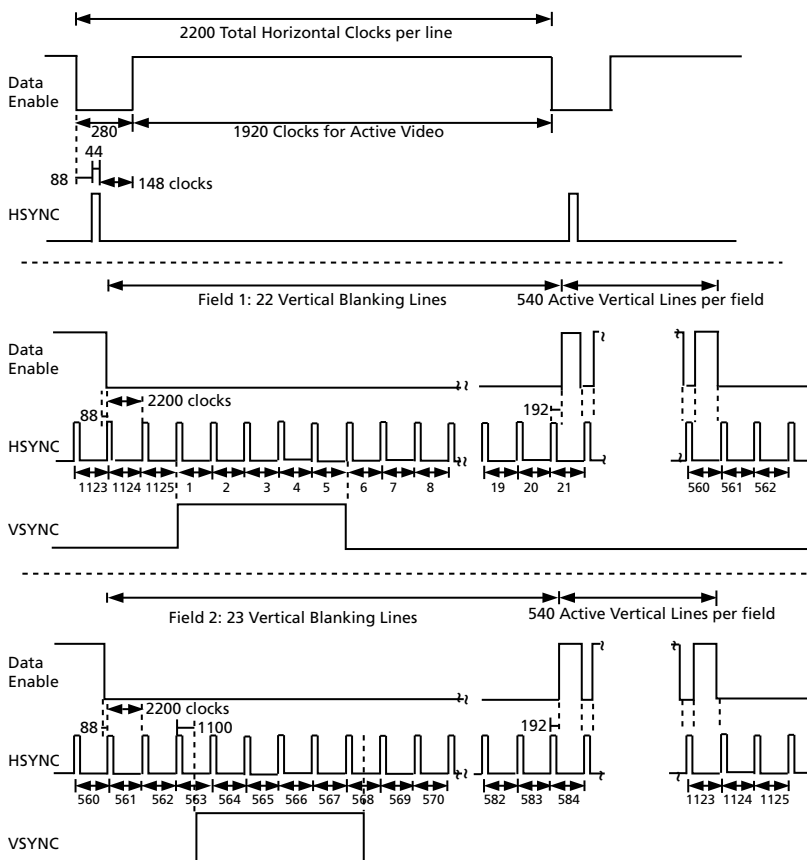 2200 Total Horizontal Clocks per line
Data
Enable
280
1920 Clocks for Active Video
44
88
148 clocks
HSYNC
Field 1: 22 Vertical Blanking Lines
540 Active Vertical Lines per field
Data
Enable
2200 clocks
88
192
HSYNC
1123 1124 1125 1 2 3 4 5 6 7 8 19 20 21 560 561 562
VSYNC
Field 2: 23 Vertical Blanking Lines
540 Active Vertical Lines per field
Data
Enable
2200 clocks
88
1100
192
HSYNC
560 561 562 563 564 565 566 567 568 569 570 582 583 584 1123 1124 1125
VSYNC